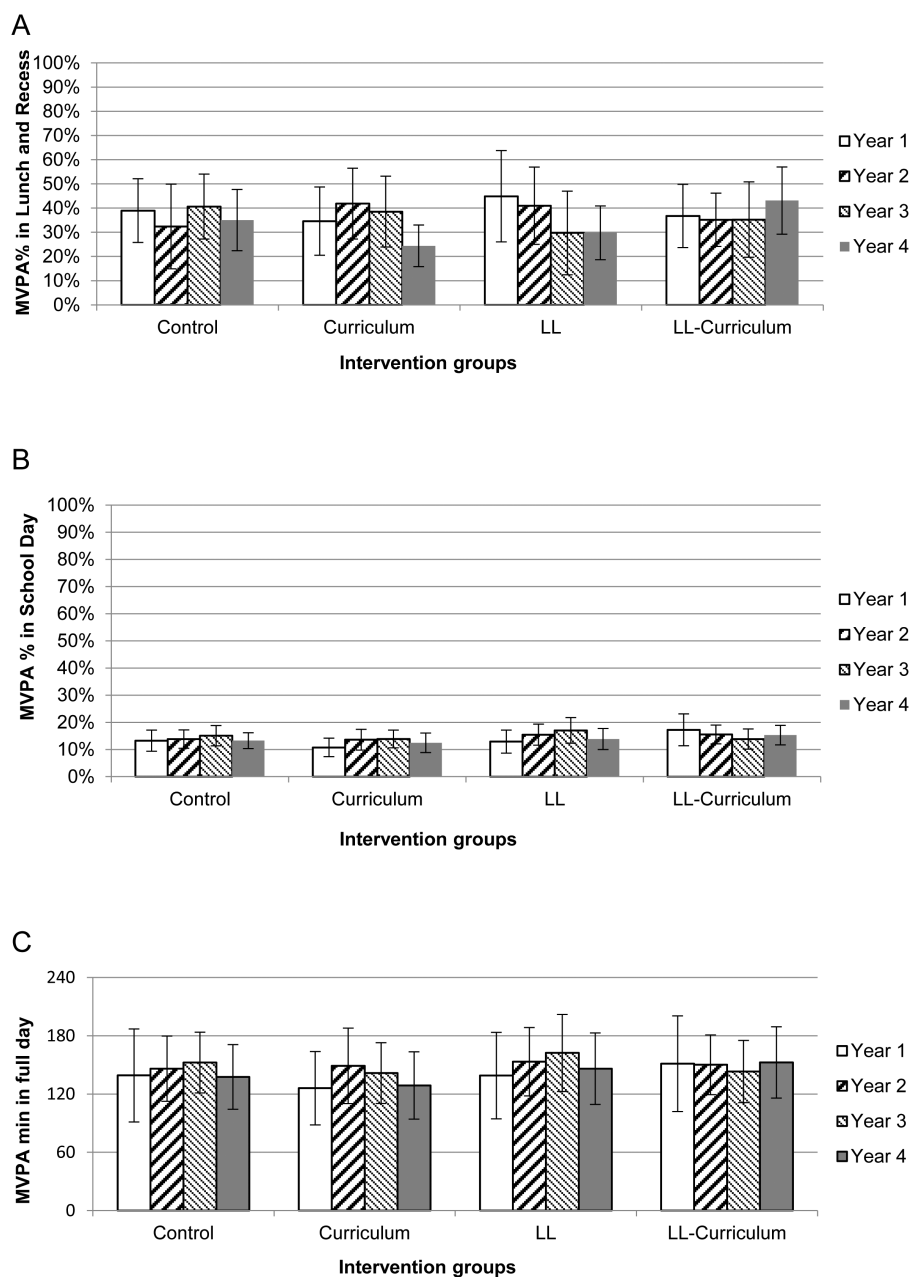 A
MVPA% in Lunch and Recess
100%
90%
80%
70%
60%
50%
40%
30%
20%
10%
0%
Control Curriculum LL LL-Curriculum
Intervention groups
Year 1
Year 2
Year 3
Year 4
B
MVPA % in School Day
100%
90%
80%
70%
60%
50%
40%
30%
20%
10%
0%
Control Curriculum LL LL-Curriculum
Intervention groups
Year 1
Year 2
Year 3
Year 4
C
MVPA min in full day
240
180
120
60
0
Control Curriculum LL LL-Curriculum
Intervention groups
Year 1
Year 2
Year 3
Year 4